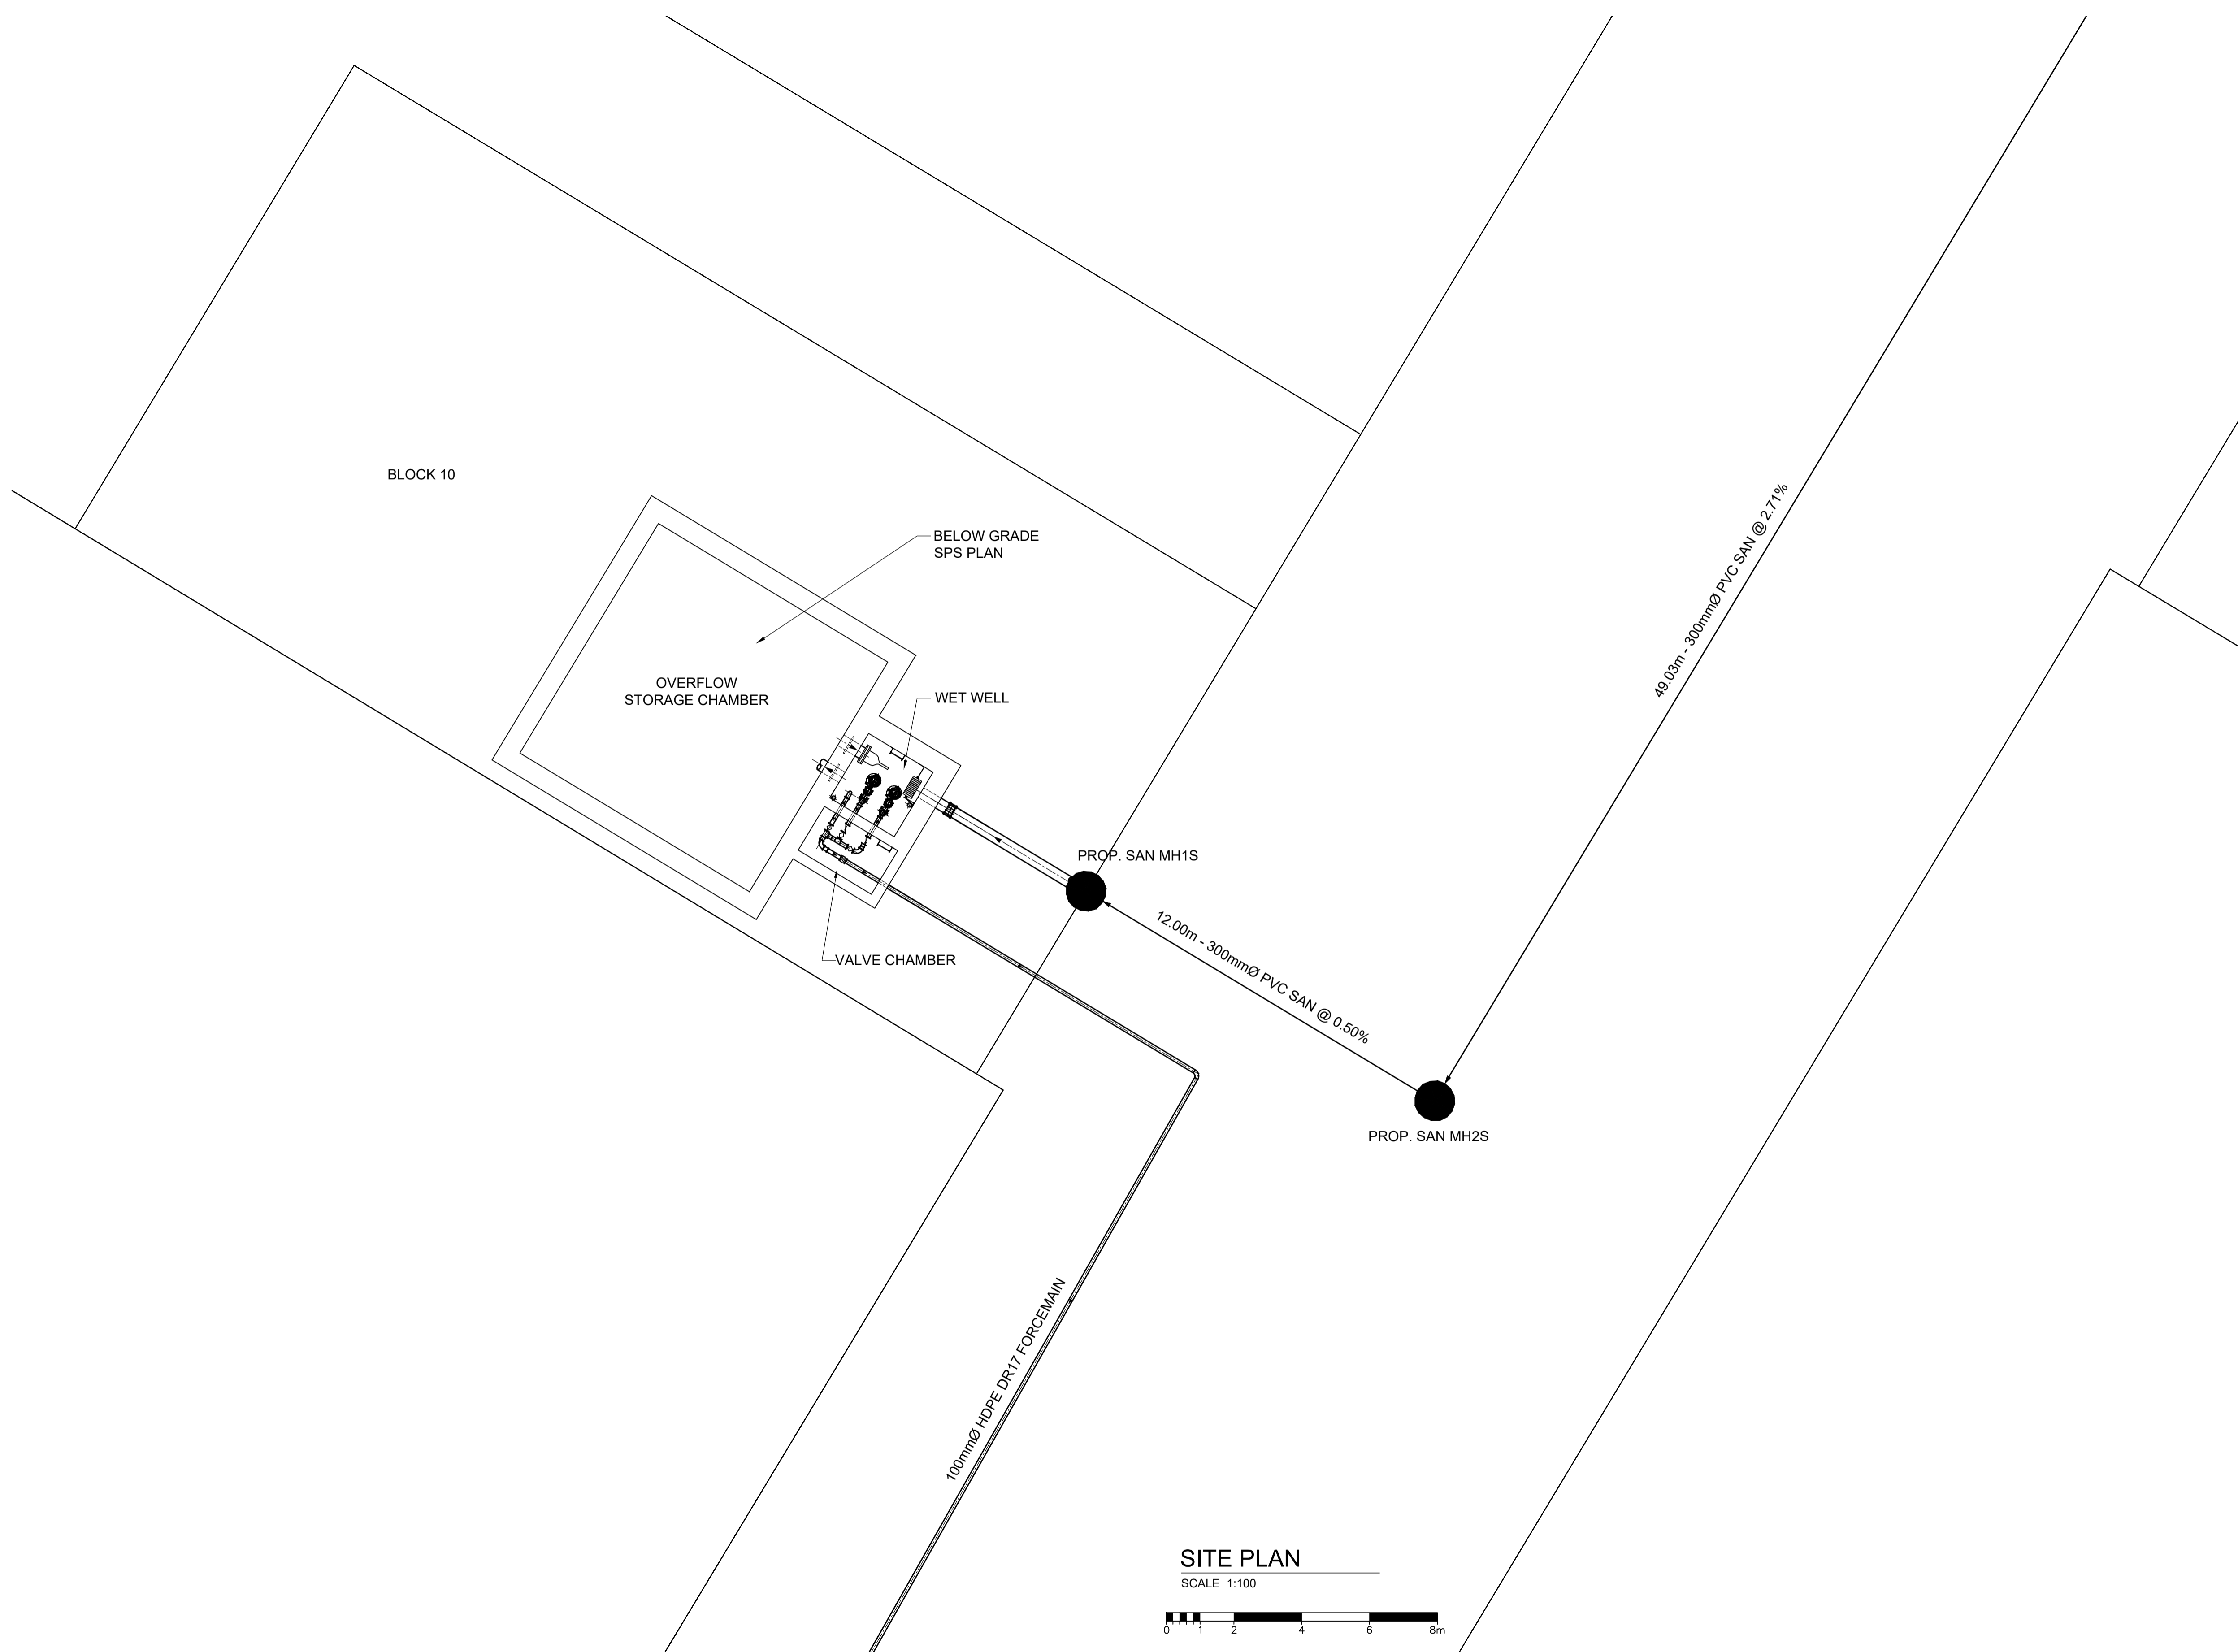 BLOCK 10
BELOW GRADE
SPS PLAN
49.03m - 300mmØ PVC SAN @ 2.71%
OVERFLOW
STORAGE CHAMBER
WET WELL
PROP. SAN MH1S
12.00m - 300mmØ PVC SAN @ 0.50%
VALVE CHAMBER
PROP. SAN MH2S
100mmØ HDPE DR17 FORCEMAIN
SITE PLAN
SCALE 1:100
0 1 2 4 6 8m